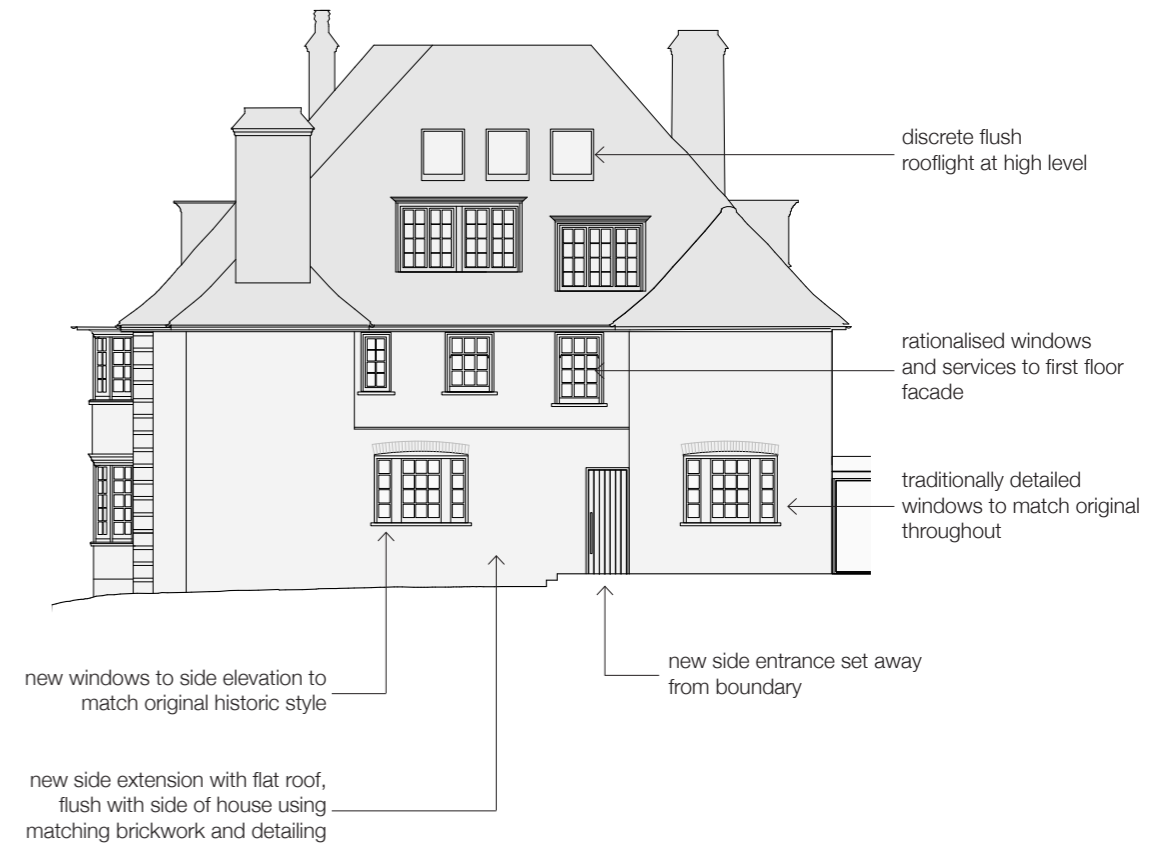 discrete flush
rooflight at high level
rationalised windows
and services to first floor
facade
traditionally detailed
windows to match original
throughout
new side entrance set away
from boundary
new windows to side elevation to
match original historic style
new side extension with flat roof,
flush with side of house using
matching brickwork and detailing